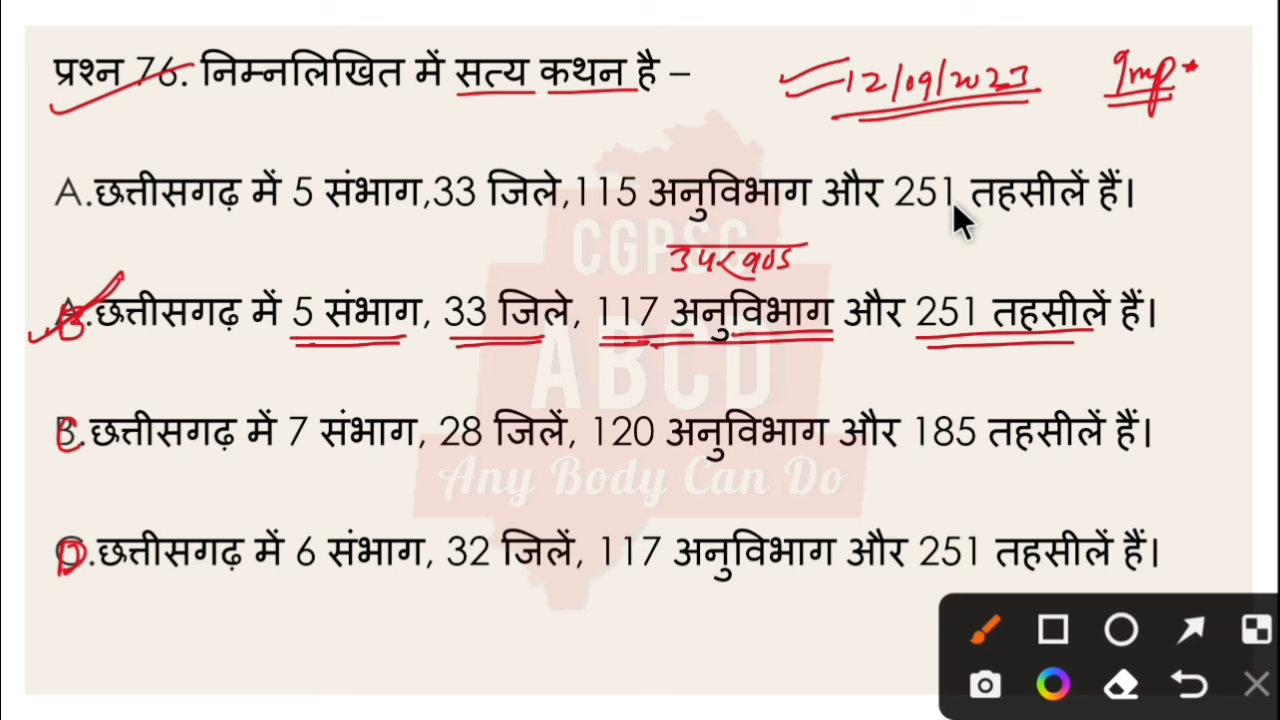 प्रश्न 76. निम्नलिखित में सत्य कथन है –
12/09/2023 Imp*
A.छत्तीसगढ़ में 5 संभाग,33 जिले,115 अनुविभाग और 251 तहसीलें हैं।
CGPSC
B.छत्तीसगढ़ में 5 संभाग, 33 जिले, 117 अनुविभाग और 251 तहसीलें हैं।
ABCD
C.छत्तीसगढ़ में 7 संभाग, 28 जिलें, 120 अनुविभाग और 185 तहसीलें हैं।
Any Body Can Do
D.छत्तीसगढ़ में 6 संभाग, 32 जिलें, 117 अनुविभाग और 251 तहसीलें हैं।